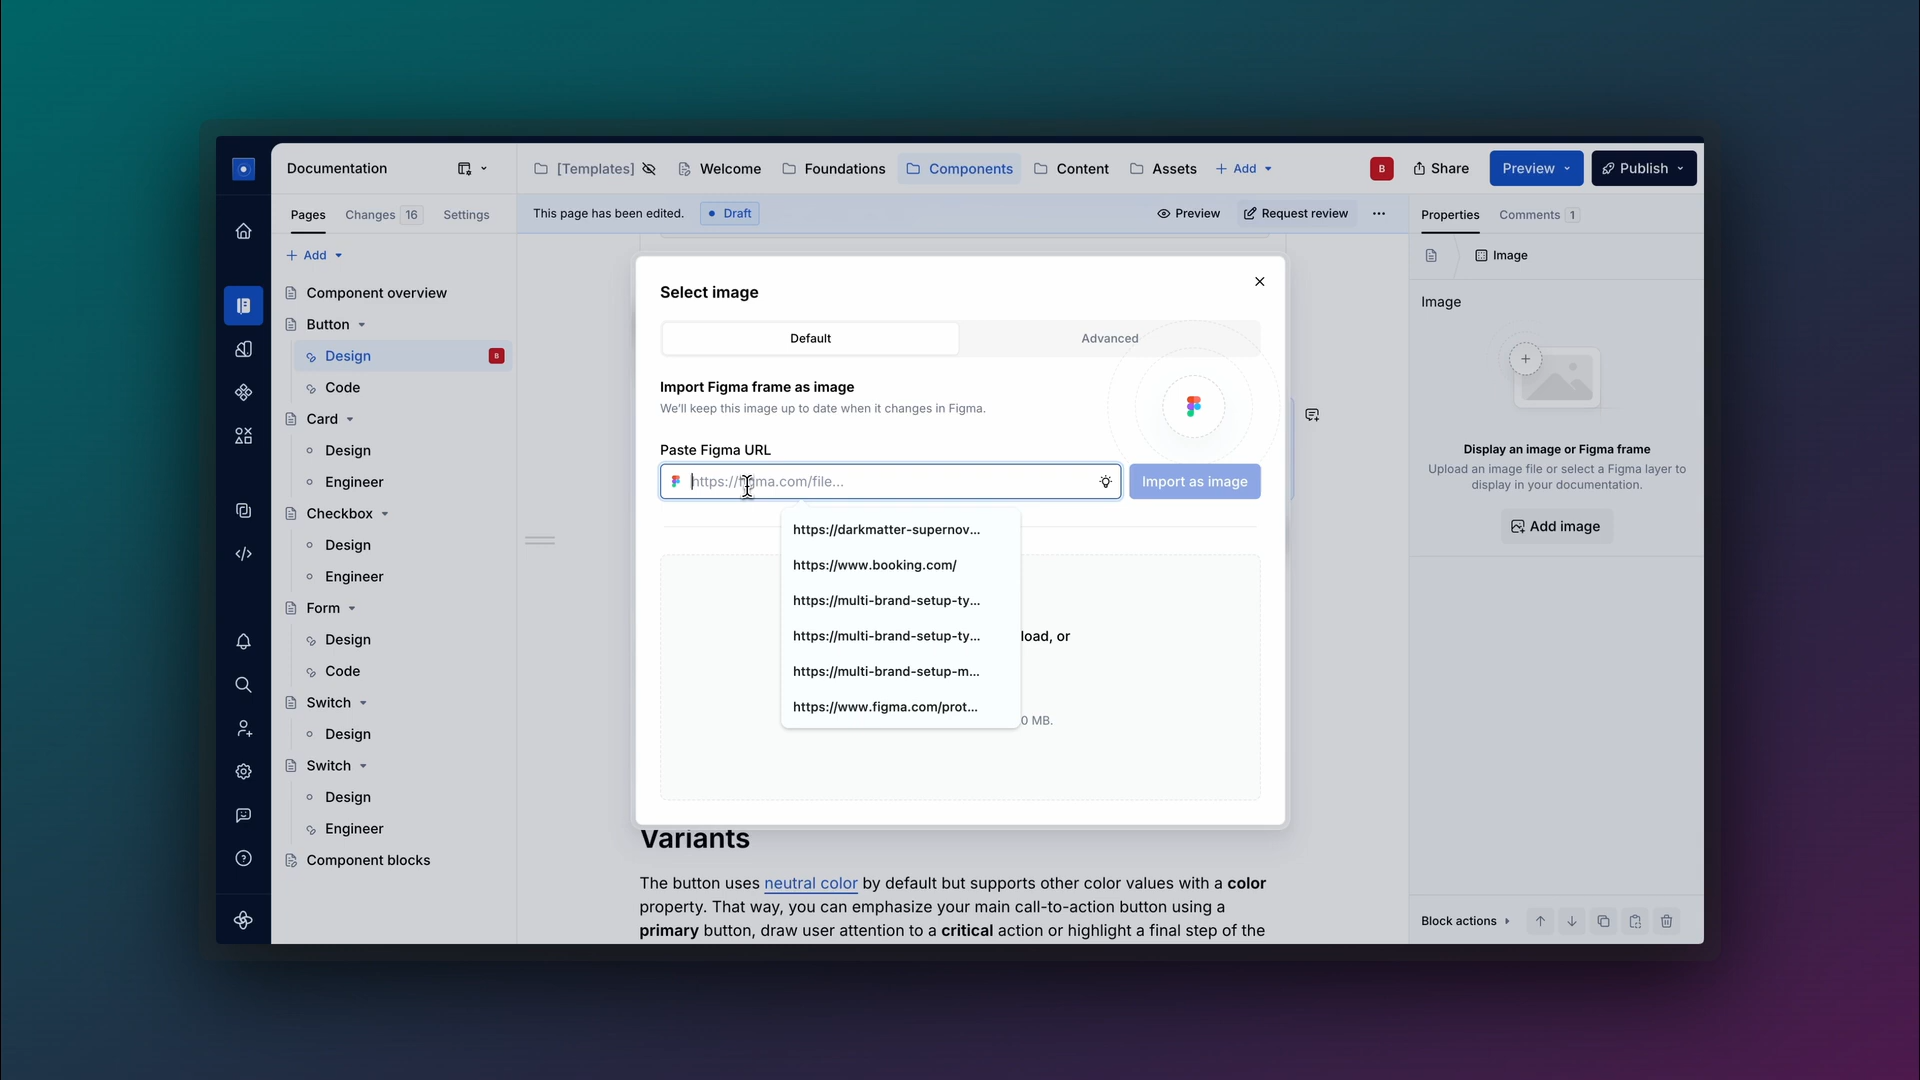 Documentation
[Templates]
Welcome
Foundations
Components
Content
Assets
Add
B
Share
Preview
Publish
Pages
Changes 16
Settings
This page has been edited.
Draft
Preview
Request review
Properties
Comments 1
Add
Component overview
Button
Design
B
Code
Card
Design
Engineer
Checkbox
Design
Engineer
Form
Design
Code
Switch
Design
Switch
Design
Engineer
Component blocks
Select image
Default
Advanced
Import Figma frame as image
We'll keep this image up to date when it changes in Figma.
Paste Figma URL
https://figma.com/file...
Import as image
https://darkmatter-supernov...
https://www.booking.com/
https://multi-brand-setup-ty...
https://multi-brand-setup-ty...
load, or
https://multi-brand-setup-m...
https://www.figma.com/prot...
0 MB.
Variants
The button uses neutral color by default but supports other color values with a color
property. That way, you can emphasize your main call-to-action button using a
primary button, draw user attention to a critical action or highlight a final step of the
Image
Image
Display an image or Figma frame
Upload an image file or select a Figma layer to
display in your documentation.
Add image
Block actions